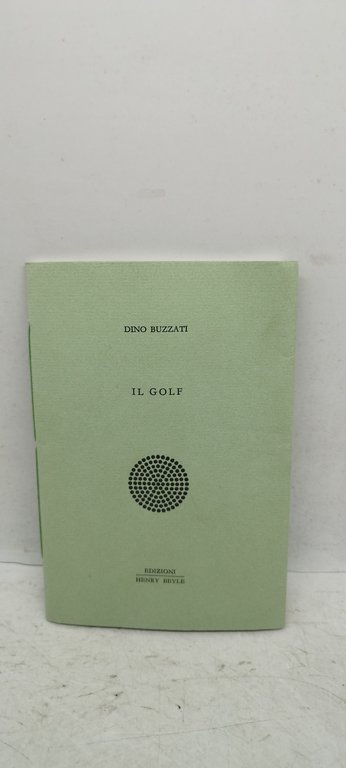 DINO BUZZATI
IL GOLF
EDIZIONI
HENRY BEYLE